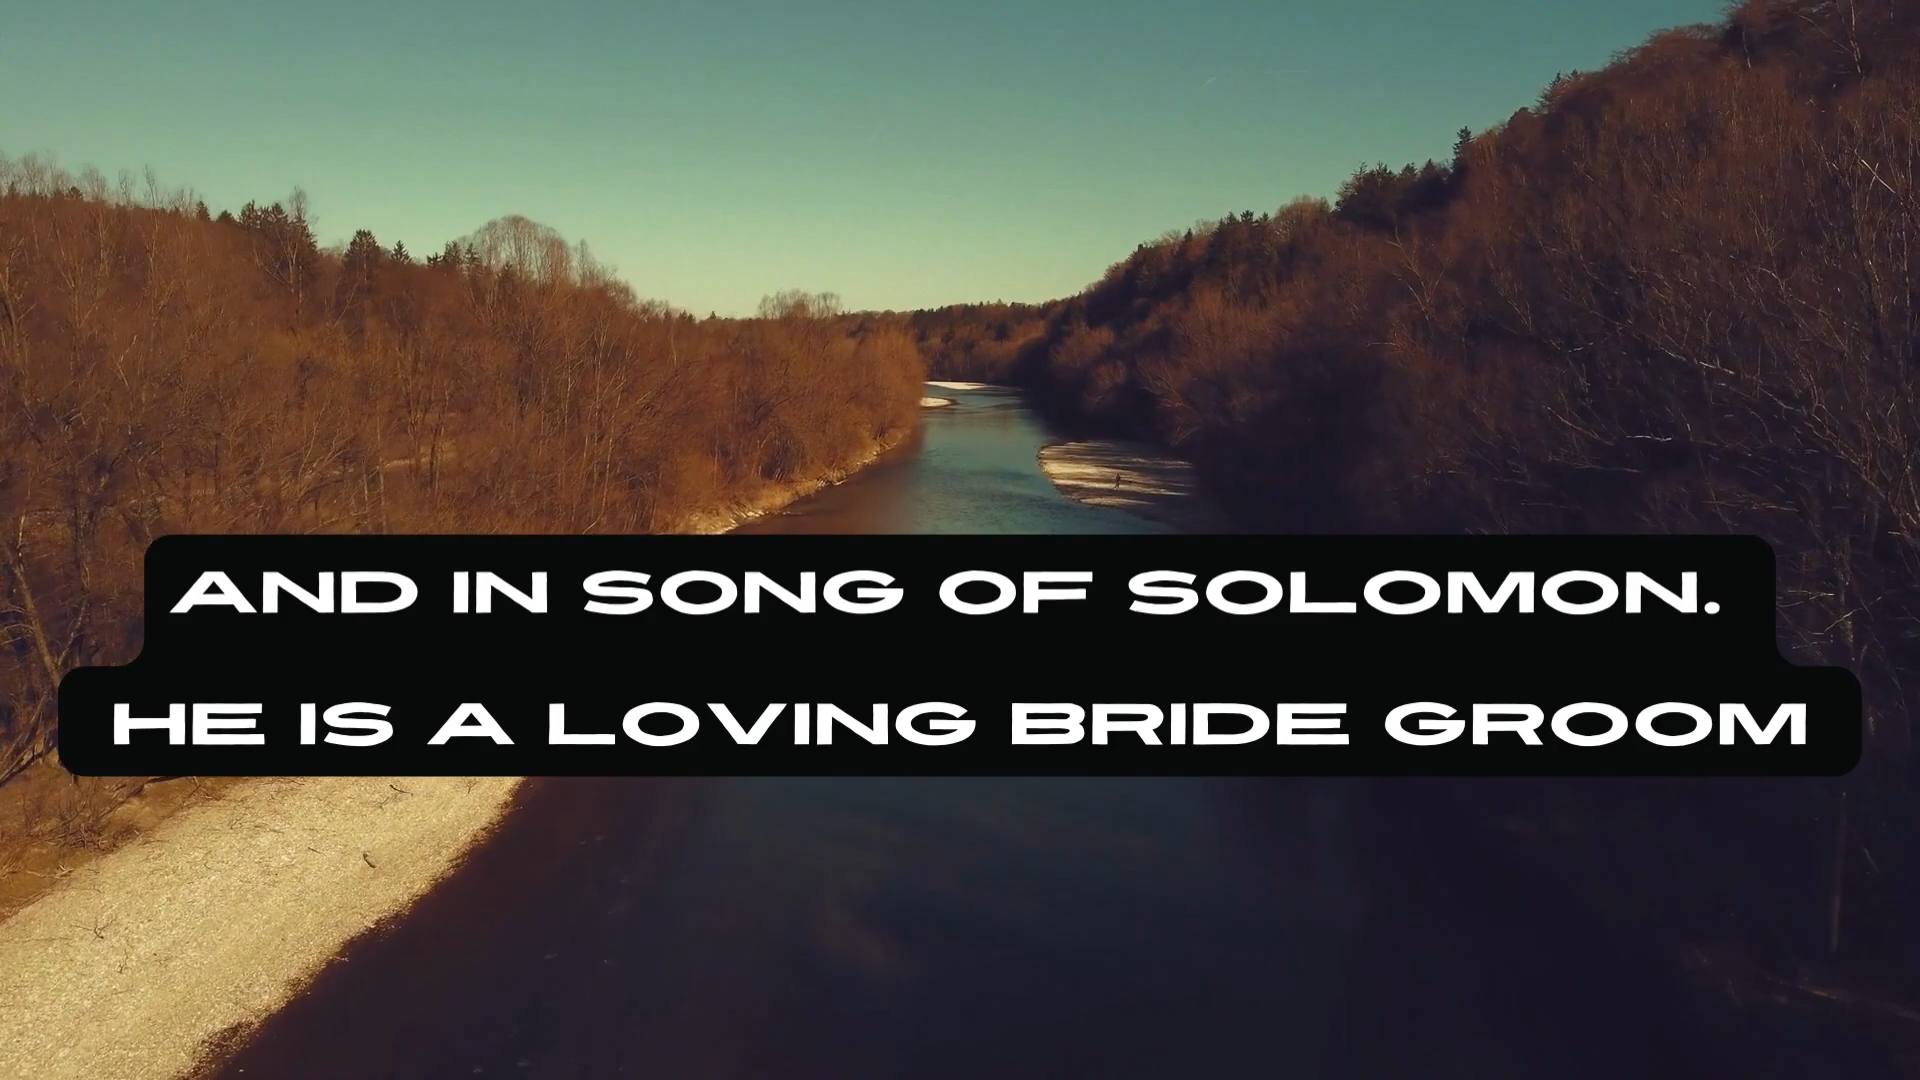 AND IN SONG OF SOLOMON.
HE IS A LOVING BRIDE GROOM